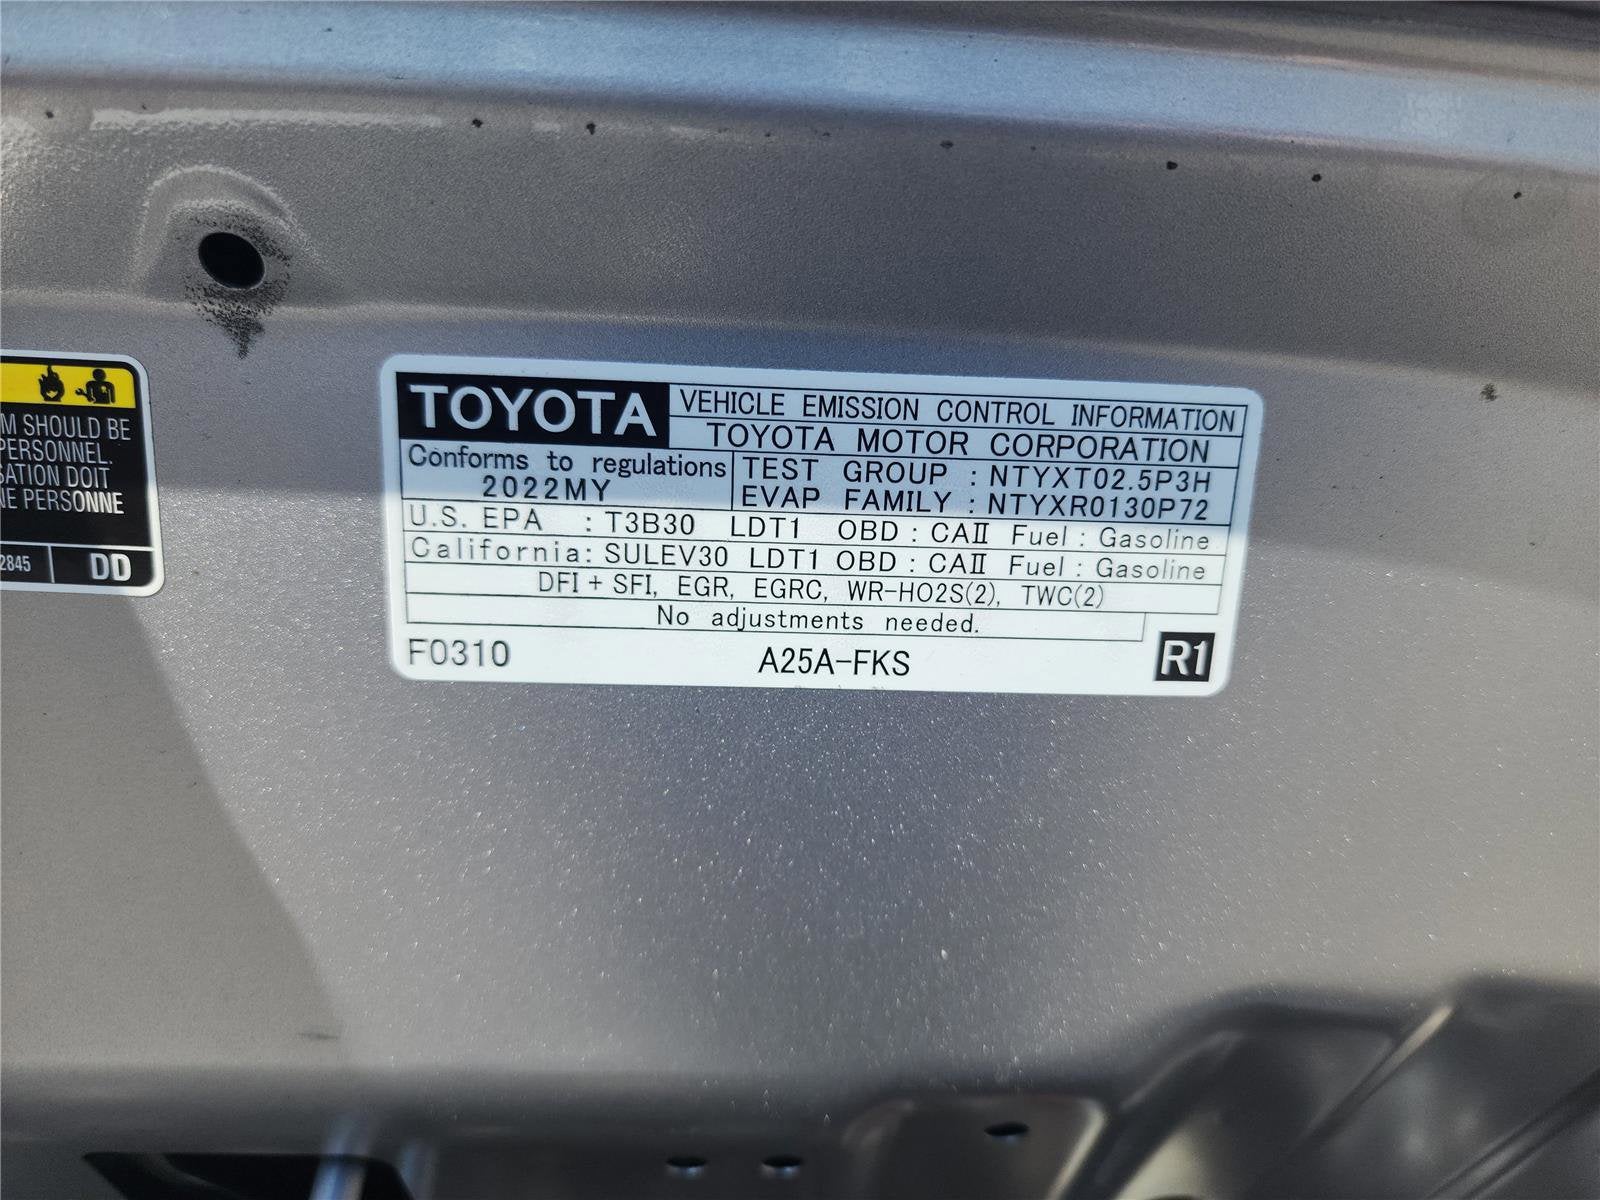 M SHOULD BE
PERSONNEL.
SATION DOIT
NE PERSONNE
2845 DD
TOYOTA VEHICLE EMISSION CONTROL INFORMATION
TOYOTA MOTOR CORPORATION
Conforms to regulations
2022MY
TEST GROUP : NTYXT02.5P3H
EVAP FAMILY : NTYXR0130P72
U.S. EPA : T3B30 LDT1 OBD : CAII Fuel : Gasoline
California: SULEV30 LDT1 OBD : CAII Fuel : Gasoline
DFI + SFI, EGR, EGRC, WR-HO2S(2), TWC(2)
No adjustments needed.
F0310 A25A-FKS R1